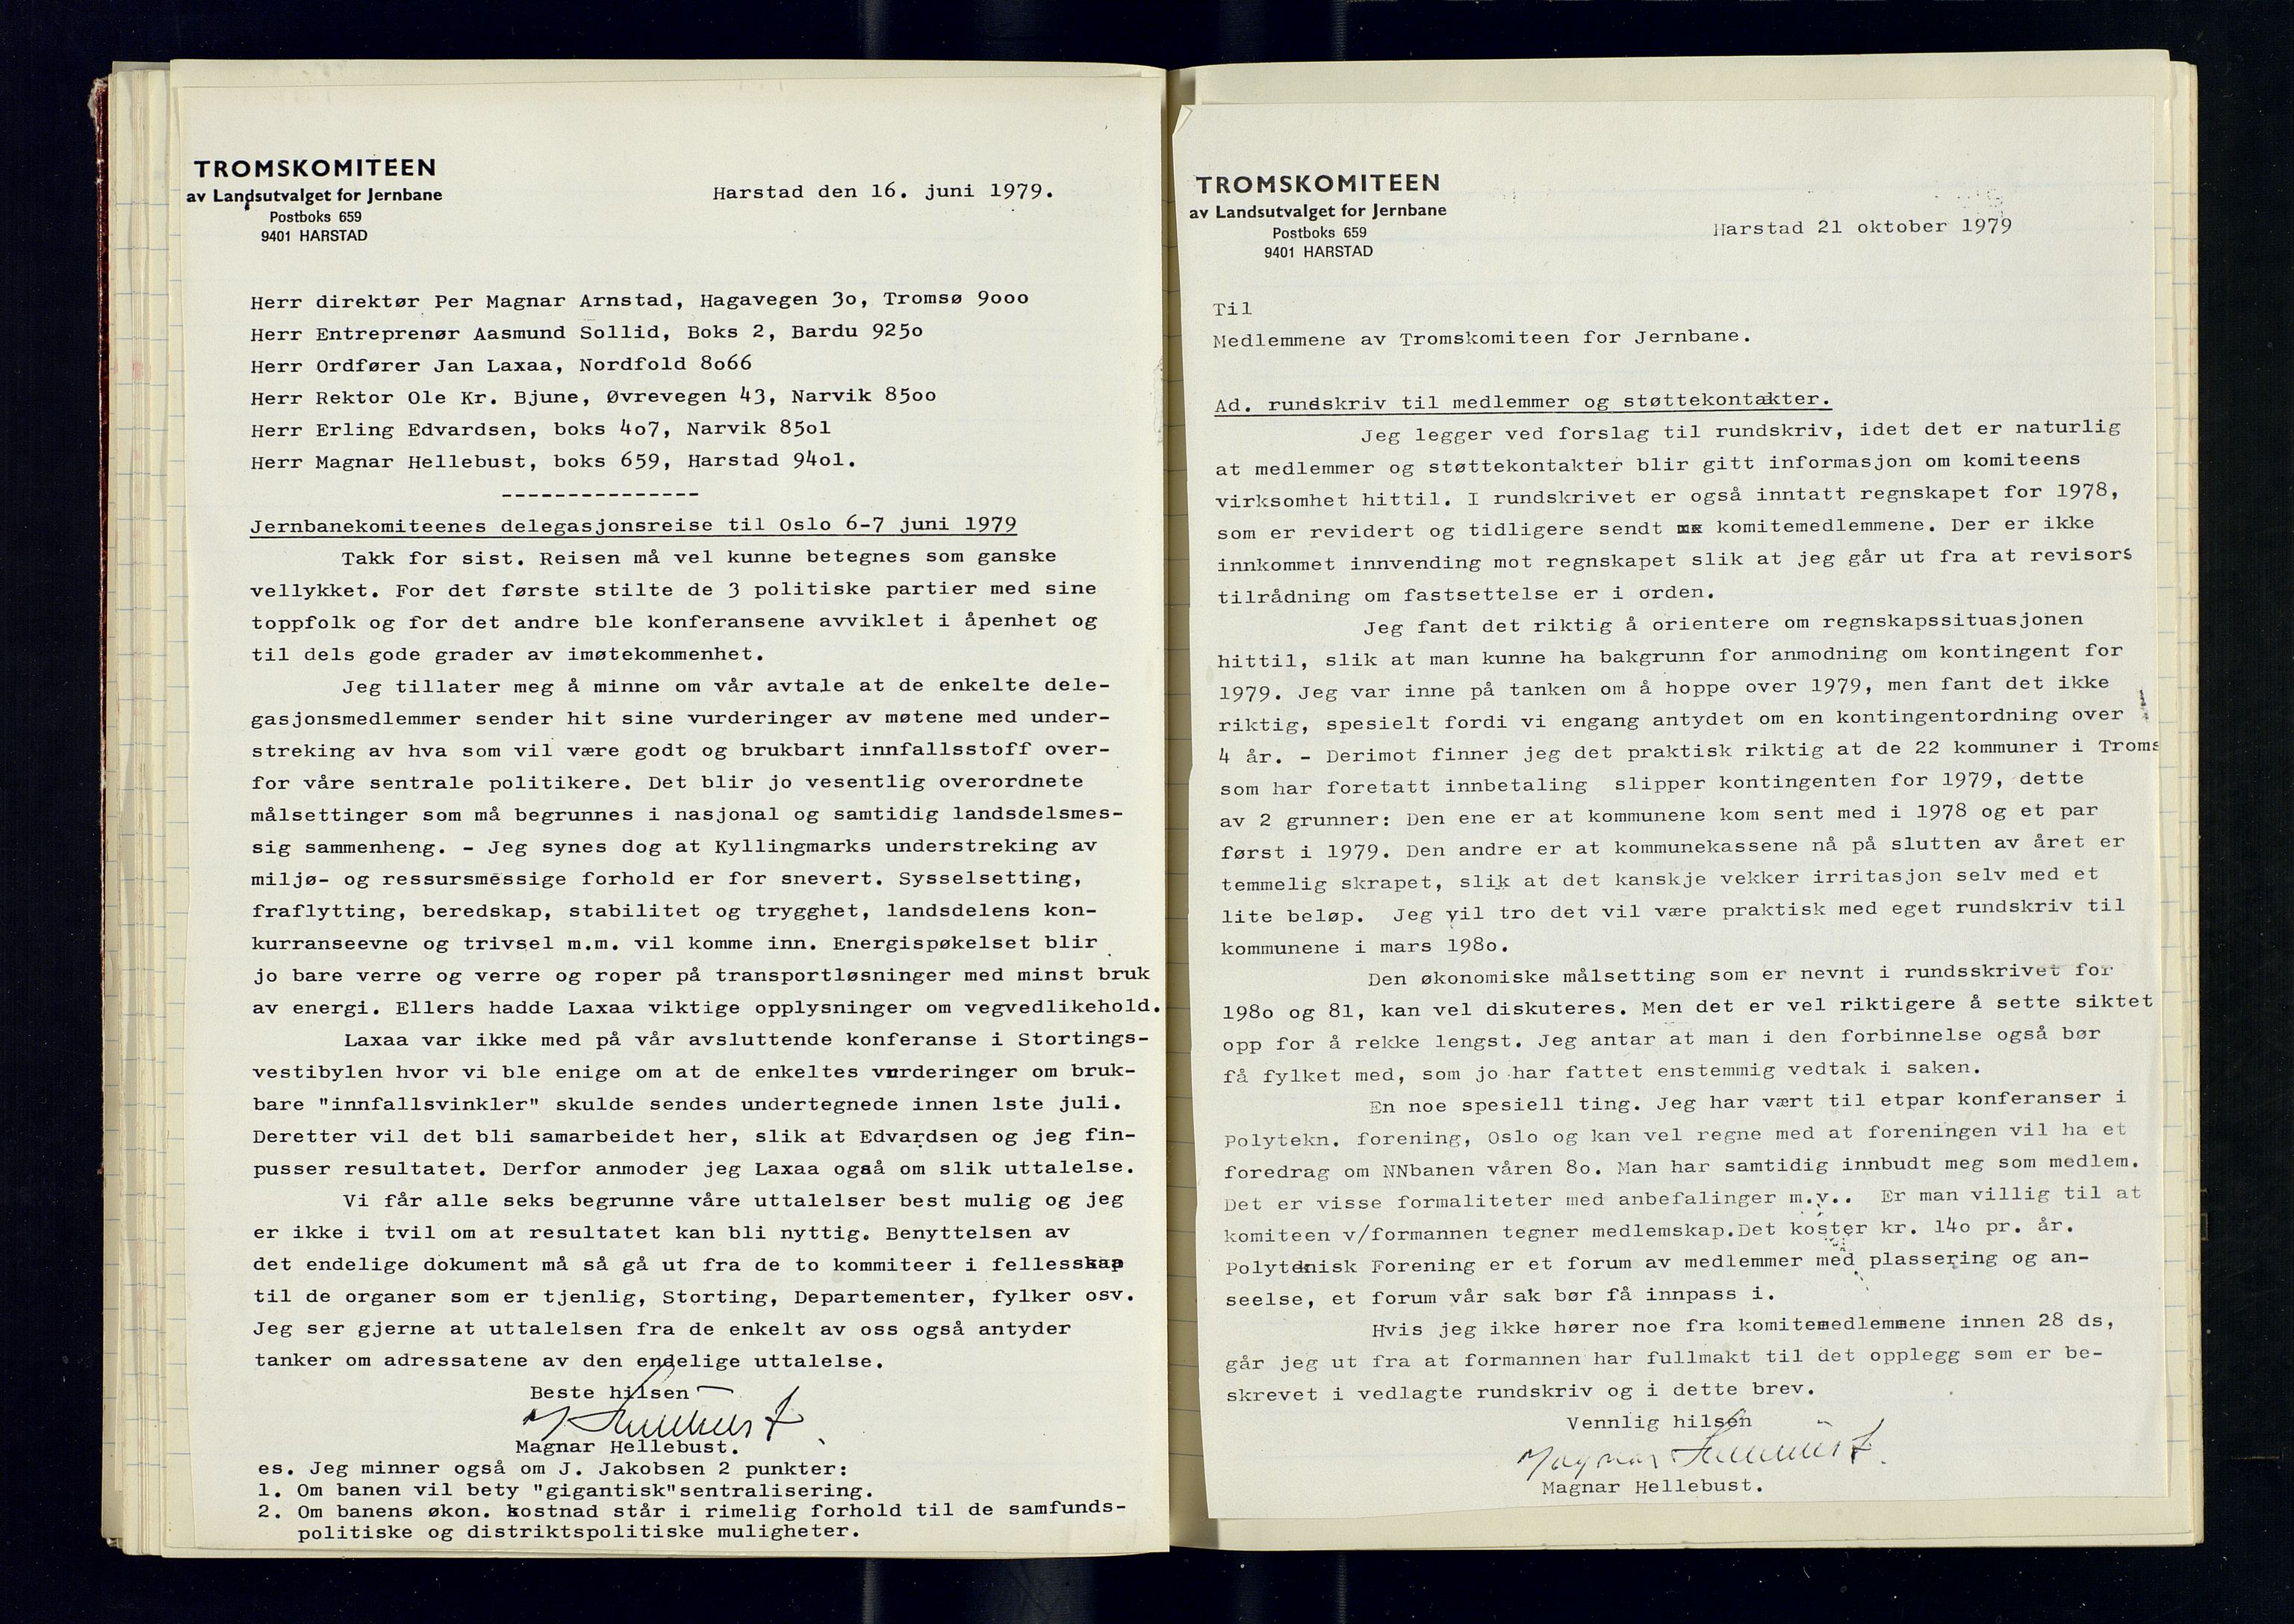 TROMSKOMITEEN
av Landsutvalget for Jernbane
Postboks 659
9401 HARSTAD
Harstad den 16. juni 1979.
Herr direktør Per Magnar Arnstad, Hagavegen 3o, Tromsø 9ooo
Herr Entreprenør Aasmund Sollid, Boks 2, Bardu 925o
Herr Ordfører Jan Laxaa, Nordfold 8o66
Herr Rektor Ole Kr. Bjune, Øvrevegen 43, Narvik 85oo
Herr Erling Edvardsen, boks 4o7, Narvik 85ol
Herr Magnar Hellebust, boks 659, Harstad 94ol.
---------------
Jernbanekomiteenes delegasjonsreise til Oslo 6-7 juni 1979
Takk for sist. Reisen må vel kunne betegnes som ganske
vellykket. For det første stilte de 3 politiske partier med sine
toppfolk og for det andre ble konferansene avviklet i åpenhet og
til dels gode grader av imøtekommenhet.
Jeg tillater meg å minne om vår avtale at de enkelte dele-
gasjonsmedlemmer sender hit sine vurderinger av møtene med under-
streking av hva som vil være godt og brukbart innfallsstoff over-
for våre sentrale politikere. Det blir jo vesentlig overordnete
målsettinger som må begrunnes i nasjonal og samtidig landsdelsmes-
sig sammenheng. - Jeg synes dog at Kyllingmarks understreking av
miljø- og ressursmessige forhold er for snevert. Sysselsetting,
fraflytting, beredskap, stabilitet og trygghet, landsdelens kon-
kurranseevne og trivsel m.m. vil komme inn. Energispøkelset blir
jo bare verre og verre og roper på transportløsninger med minst bruk
av energi. Ellers hadde Laxaa viktige opplysninger om vegvedlikehold.
Laxaa var ikke med på vår avsluttende konferanse i Stortings-
vestibylen hvor vi ble enige om at de enkeltes vurderinger om bruk-
bare "innfallsvinkler" skulde sendes undertegnede innen 1ste juli.
Deretter vil det bli samarbeidet her, slik at Edvardsen og jeg fin-
pusser resultatet. Derfor anmoder jeg Laxaa også om slik uttalelse.
Vi får alle seks begrunne våre uttalelser best mulig og jeg
er ikke i tvil om at resultatet kan bli nyttig. Benyttelsen av
det endelige dokument må så gå ut fra de to kommiteer i fellesskap
til de organer som er tjenlig, Storting, Departementer, fylker osv.
Jeg ser gjerne at uttalelsen fra de enkelt av oss også antyder
tanker om adressatene av den endelige uttalelse.
Beste hilsen
M Hellebust
Magnar Hellebust.
es. Jeg minner også om J. Jakobsen 2 punkter:
1. Om banen vil bety "gigantisk"sentralisering.
2. Om banens økon. kostnad står i rimelig forhold til de samfunds-
politiske og distriktspolitiske muligheter.
TROMSKOMITEEN
av Landsutvalget for Jernbane
Postboks 659
9401 HARSTAD
Harstad 21 oktober 1979
Til
Medlemmene av Tromskomiteen for Jernbane.
Ad. rundskriv til medlemmer og støttekontakter.
Jeg legger ved forslag til rundskriv, idet det er naturlig
at medlemmer og støttekontakter blir gitt informasjon om komiteens
virksomhet hittil. I rundskrivet er også inntatt regnskapet for 1978,
som er revidert og tidligere sendt komitemedlemmene. Der er ikke
innkommet innvending mot regnskapet slik at jeg går ut fra at revisors
tilrådning om fastsettelse er i orden.
Jeg fant det riktig å orientere om regnskapssituasjonen
hittil, slik at man kunne ha bakgrunn for anmodning om kontingent for
1979. Jeg var inne på tanken om å hoppe over 1979, men fant det ikke
riktig, spesielt fordi vi engang antydet om en kontingentordning over
4 år. - Derimot finner jeg det praktisk riktig at de 22 kommuner i Troms
som har foretatt innbetaling slipper kontingenten for 1979, dette
av 2 grunner: Den ene er at kommunene kom sent med i 1978 og et par
først i 1979. Den andre er at kommunekassene nå på slutten av året er
temmelig skrapet, slik at det kanskje vekker irritasjon selv med et
lite beløp. Jeg vil tro det vil være praktisk med eget rundskriv til
kommunene i mars 198o.
Den økonomiske målsetting som er nevnt i rundsskrivet for
198o og 81, kan vel diskuteres. Men det er vel riktigere å sette siktet
opp for å rekke lengst. Jeg antar at man i den forbinnelse også bør
få fylket med, som jo har fattet enstemmig vedtak i saken.
En noe spesiell ting. Jeg har vært til etpar konferanser i
Polytekn. forening, Oslo og kan vel regne med at foreningen vil ha et
foredrag om NNbanen våren 8o. Man har samtidig innbudt meg som medlem.
Det er visse formaliteter med anbefalinger m.v.. Er man villig til at
komiteen v/formannen tegner medlemskap.Det koster kr. 14o pr. år.
Polyteknisk Forening er et forum av medlemmer med plassering og an-
seelse, et forum vår sak bør få innpass i.
Hvis jeg ikke hører noe fra komitemedlemmene innen 28 ds,
går jeg ut fra at formannen har fullmakt til det opplegg som er be-
skrevet i vedlagte rundskriv og i dette brev.
Vennlig hilsen
Magnar Hellebust.
Magnar Hellebust.